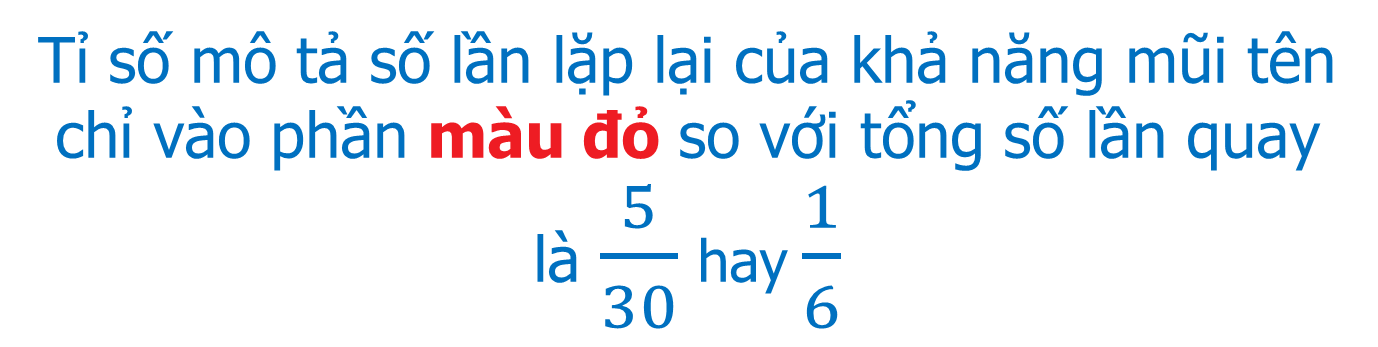 Tỉ số mô tả số lần lặp lại của khả năng mũi tên
chỉ vào phần màu đỏ so với tổng số lần quay
là 5/30 hay 1/6